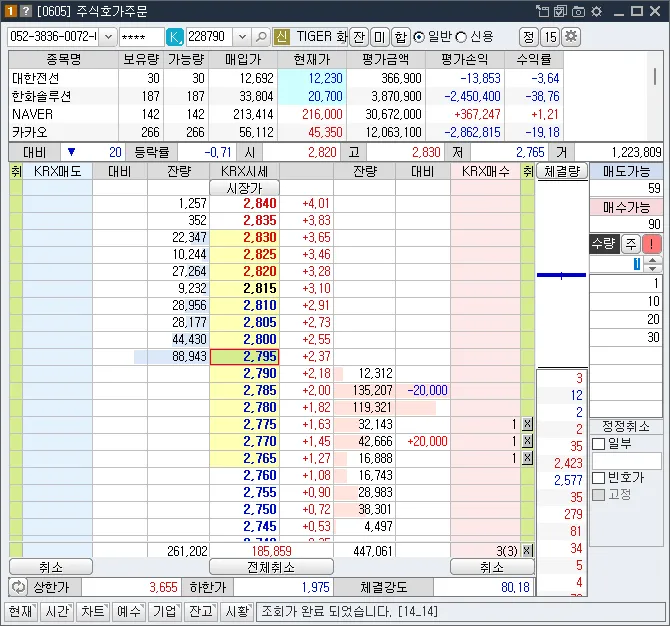 1 [0605] 주식호가주문
052-3836-0072-( **** K 228790 신 TIGER 화 잔 미 합 일반 신용 정 15
종목명 보유량 가능량 매입가 현재가 평가금액 평가손익 수익률
대한전선 30 30 12,692 12,230 366,900 -13,853 -3,64
한화솔루션 187 187 33,804 20,700 3,870,900 -2,450,400 -38,76
NAVER 142 142 213,414 216,000 30,672,000 +367,247 +1,21
카카오 266 266 56,112 45,350 12,063,100 -2,862,815 -19,18
대비 ▼ 20 등락률 -0,71 시 2,820 고 2,830 저 2,765 거 1,223,809
취 KRX매도 대비 잔량 KRX시세 잔량 대비 KRX매수 취 체결량 매도가능
시장가 59
매수가능
1,257 2,840 +4,01
352 2,835 +3,83 90
22,347 2,830 +3,65 수량 주 !
10,244 2,825 +3,46 1
27,264 2,820 +3,28 1
9,232 2,815 +3,10 10
28,956 2,810 +2,91
28,177 2,805 +2,73 20
44,430 2,800 +2,55 30
88,943 2,795 +2,37
2,790 +2,18 12,312 3
2,785 +2,00 135,207 -20,000 12
2,780 +1,82 119,321 2
2,775 +1,63 32,143 1 X 2 정정취소
2,770 +1,45 42,666 +20,000 1 X 35 일부
2,765 +1,27 16,888 1 X 2,423
2,760 +1,08 16,743 2,577 빈호가
2,755 +0,90 28,983 35 고정
2,750 +0,72 38,301 279
2,745 +0,53 4,497 81
261,202 185,859 447,061 3(3) X 34
취소 전체취소 취소 5
상한가 3,655 하한가 1,975 체결강도 80,18 4
현재 시간 차트 예수 기업 잔고 시황 조회가 완료 되었습니다. [14_14]